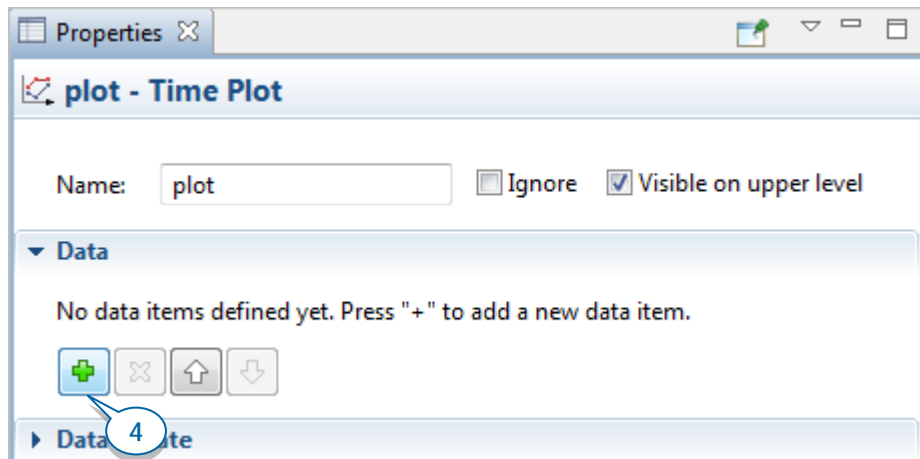 Properties
plot - Time Plot
Name: plot Ignore Visible on upper level
Data
No data items defined yet. Press "+" to add a new data item.
4
Data